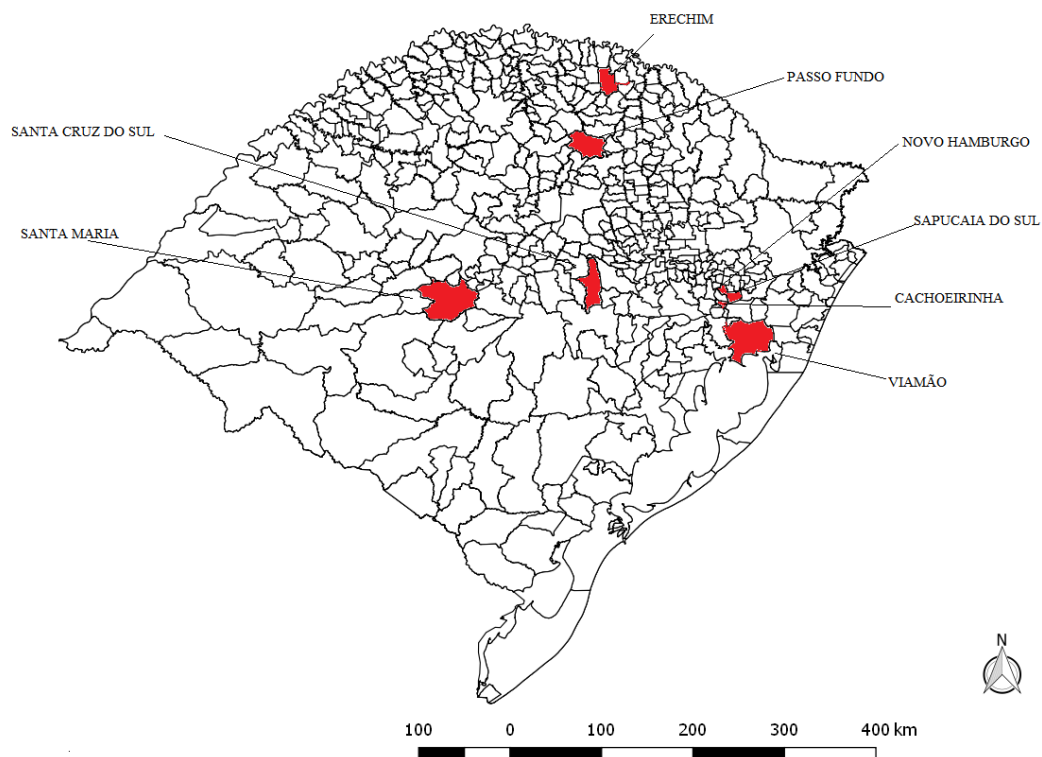 ERECHIM
PASSO FUNDO
SANTA CRUZ DO SUL
NOVO HAMBURGO
SAPUCAIA DO SUL
SANTA MARIA
CACHOEIRINHA
VIAMÃO
N
100 0 100 200 300 400 km